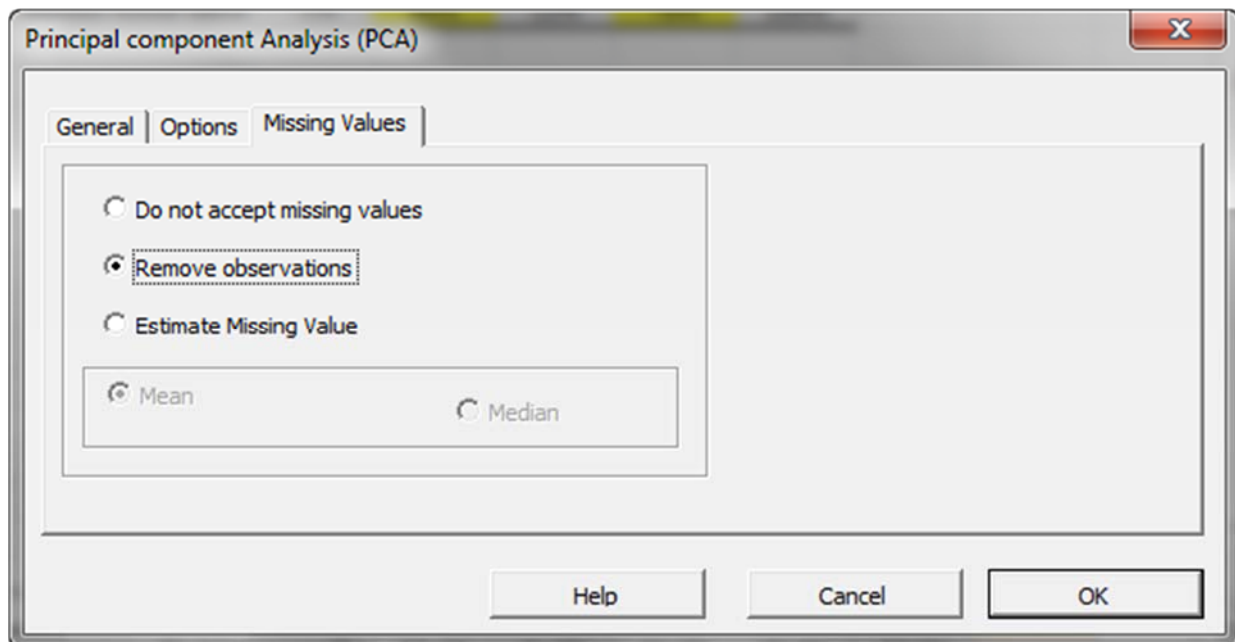 Principal component Analysis (PCA)
General Options Missing Values
Do not accept missing values
Remove observations
Estimate Missing Value
Mean Median
Help Cancel OK